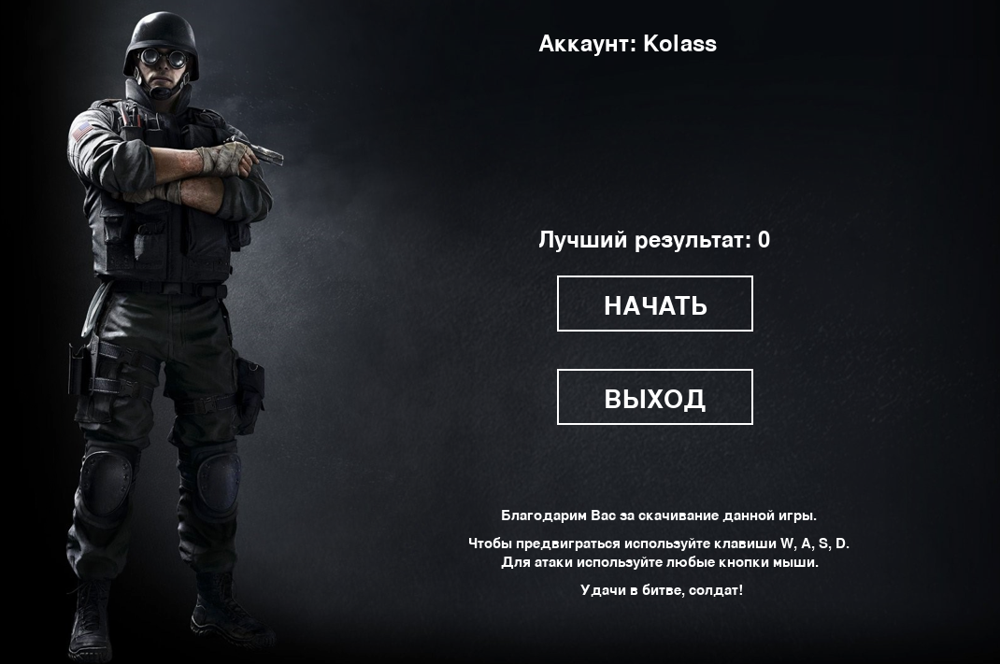 Аккаунт: Kolass
Лучший результат: 0
НАЧАТЬ
ВЫХОД
Благодарим Вас за скачивание данной игры.
Чтобы предвиграться используйте клавиши W, A, S, D.
Для атаки используйте любые кнопки мыши.
Удачи в битве, солдат!